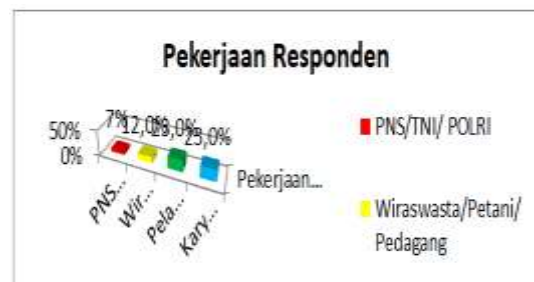 Pekerjaan Responden
7%
12,0%
25,0%
50%
0%
Pekerjaan....
PNS...
Wir...
Pela...
Kary...
PNS/TNI/ POLRI
Wiraswasta/Petani/
Pedagang